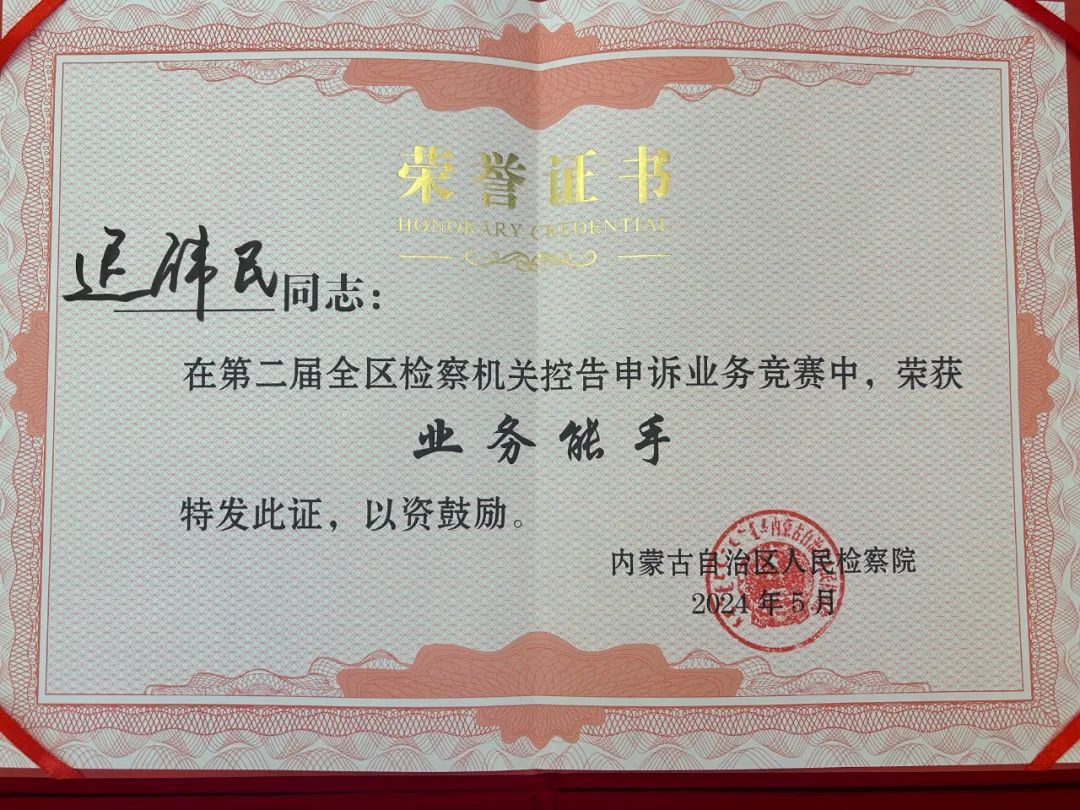 荣誉证书
HONORARY CREDENTIAL
迟伟民同志：
在第二届全区检察机关控告申诉业务竞赛中，荣获
业务能手
特发此证，以资鼓励。
内蒙古自治区人民检察院
2024年5月